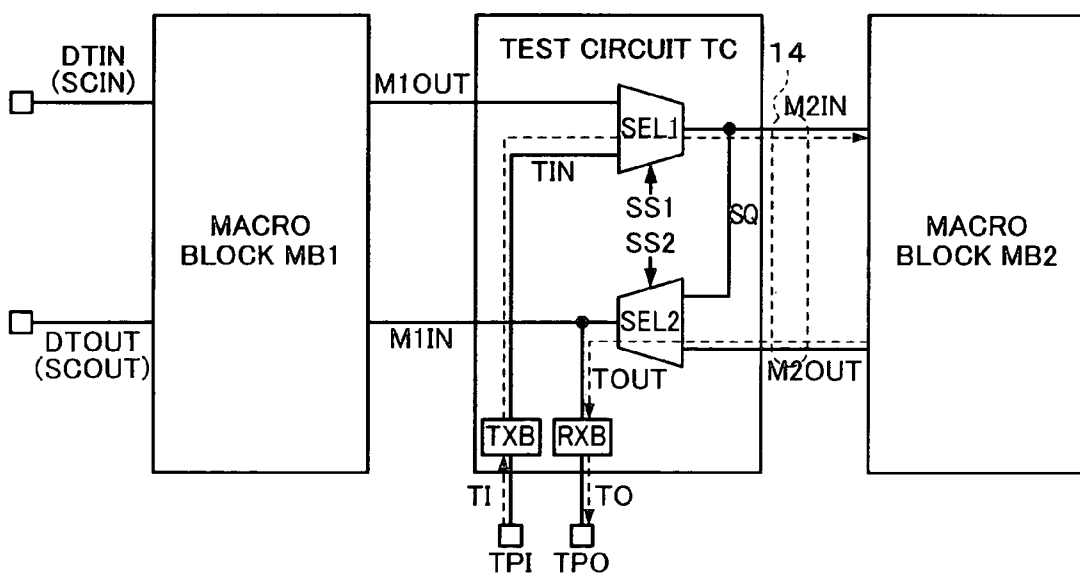 DTIN
(SCIN)
M1OUT
TEST CIRCUIT TC
14
M2IN
SEL1
TIN
SS1
SQ
SS2
MACRO
BLOCK MB1
MACRO
BLOCK MB2
DTOUT
(SCOUT)
M1IN
SEL2
TOUT
M2OUT
TXB
RXB
TI
TO
TPI
TPO